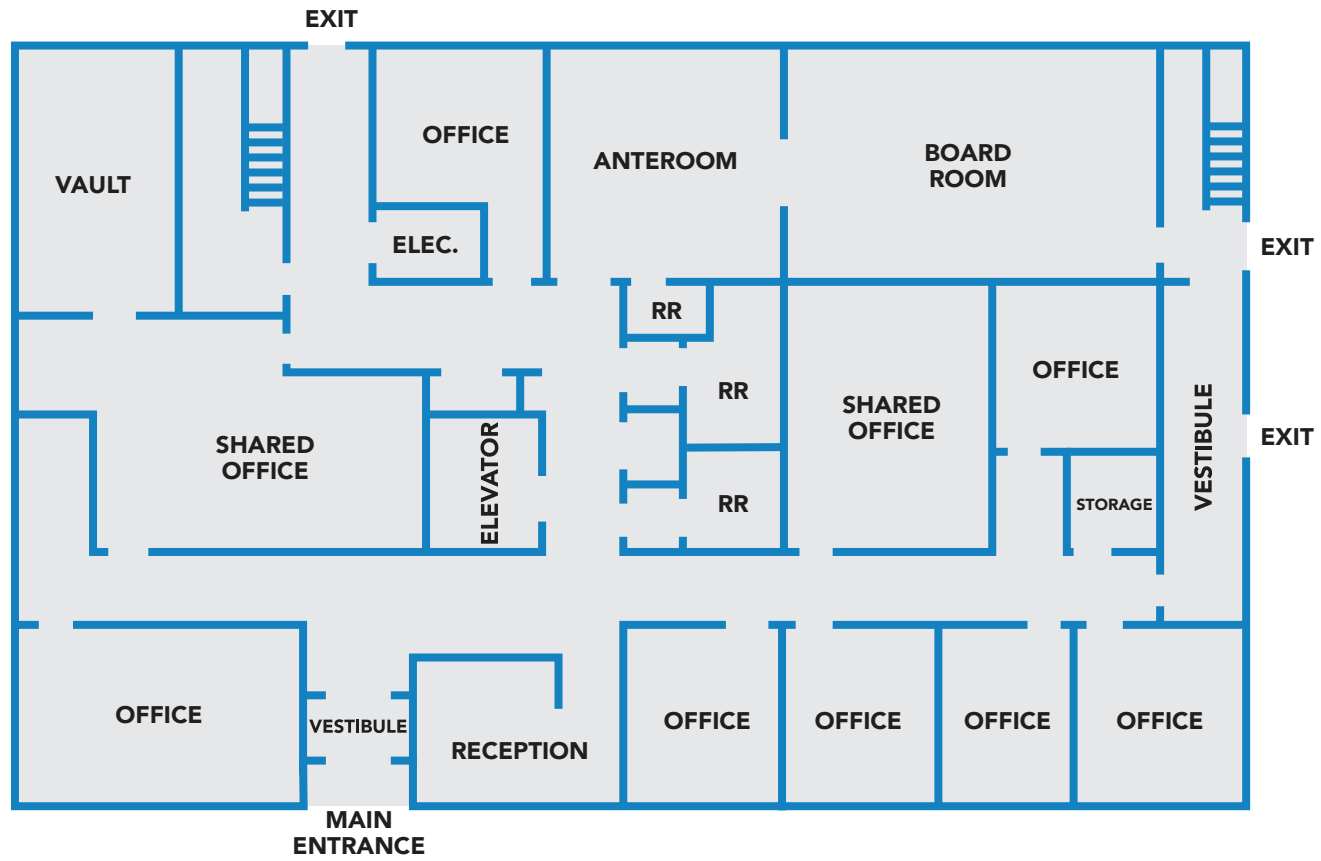 EXIT
OFFICE
ANTEROOM
BOARD
ROOM
VAULT
ELEC.
EXIT
RR
OFFICE
RR
SHARED
OFFICE
VESTIBULE
EXIT
SHARED
OFFICE
ELEVATOR
RR
STORAGE
OFFICE
VESTIBULE
RECEPTION
OFFICE
OFFICE
OFFICE
OFFICE
MAIN
ENTRANCE